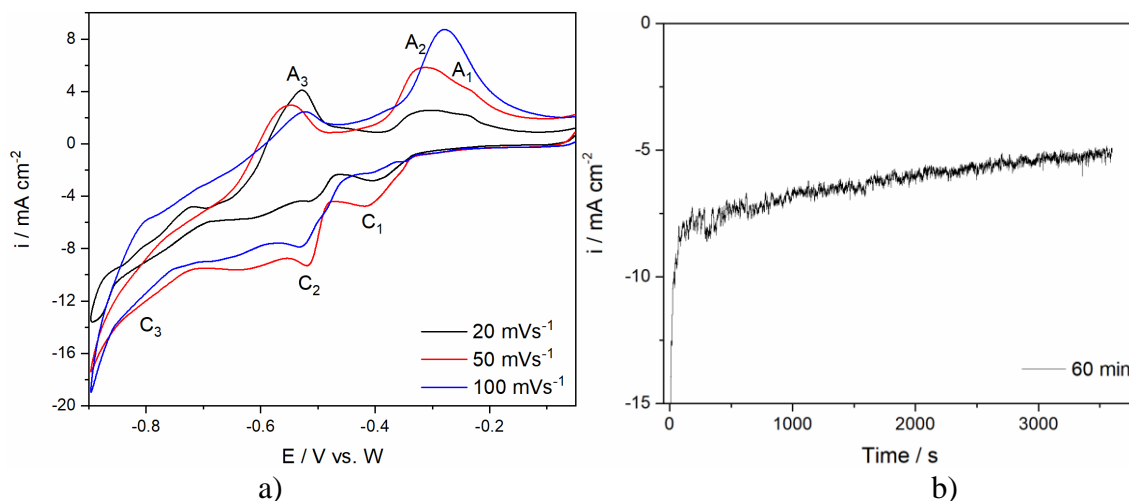 8
4
0
-4
-8
-12
-16
-20
i / mA cm⁻²
-0.8
-0.6
-0.4
-0.2
E / V vs. W
A₃
A₂
A₁
C₁
C₂
C₃
20 mVs⁻¹
50 mVs⁻¹
100 mVs⁻¹
a)
b)
0
-5
-10
-15
i / mA cm⁻²
0
1000
2000
3000
Time / s
60 min